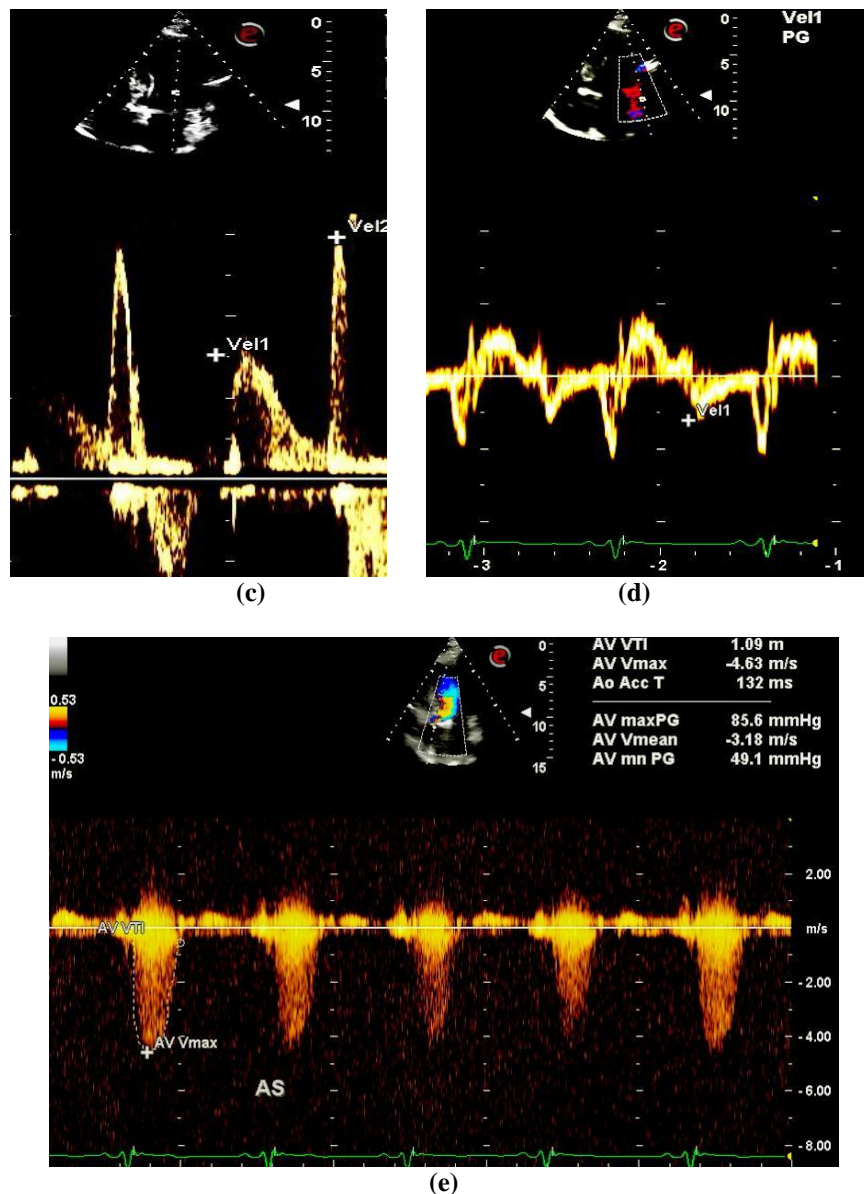 0
5
10
Vel2
Vel1
(c)
Vel1
PG
0
5
10
Vel1
-3
-2
-1
(d)
0.53
-0.53
m/s
0
5
10
15
AV VTI 1.09 m
AV Vmax -4.63 m/s
Ao Acc T 132 ms
AV maxPG 85.6 mmHg
AV Vmean -3.18 m/s
AV mn PG 49.1 mmHg
2.00
AV VTI
m/s
-2.00
AV Vmax
-4.00
AS
-6.00
-8.00
(e)